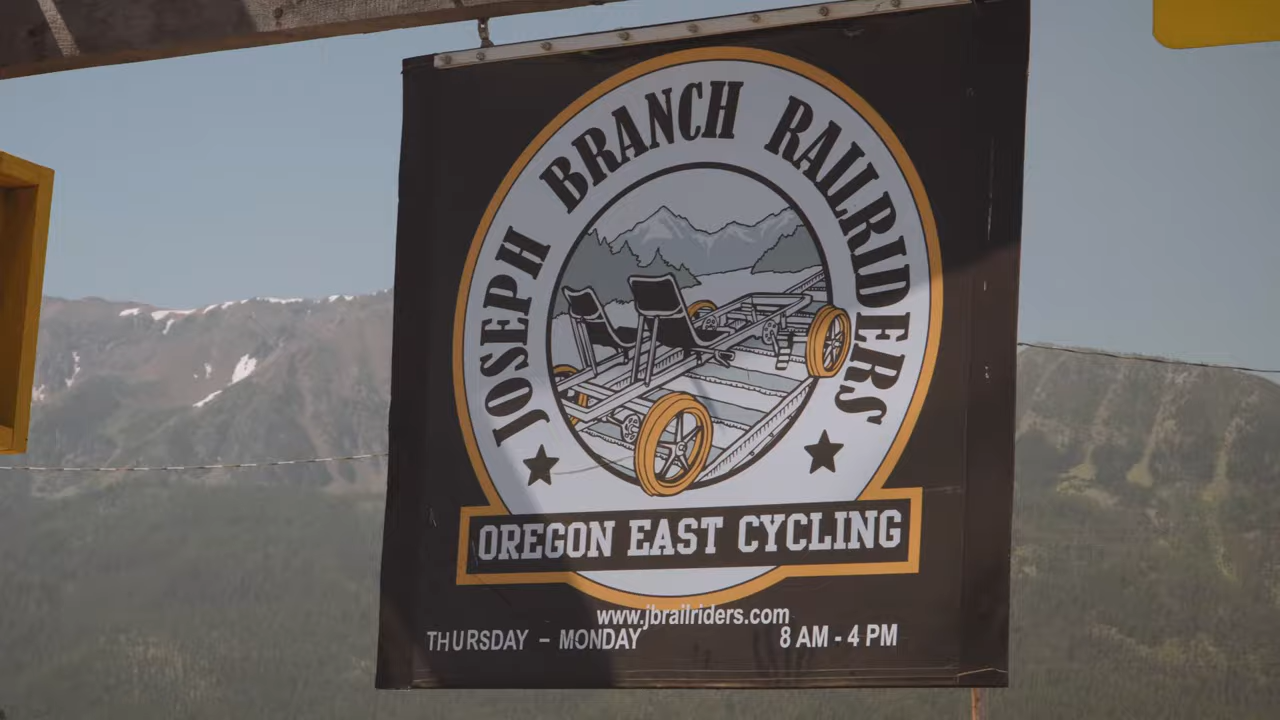 JOSEPH BRANCH RAILRIDERS
OREGON EAST CYCLING
www.jbrailriders.com
THURSDAY – MONDAY 8 AM - 4 PM